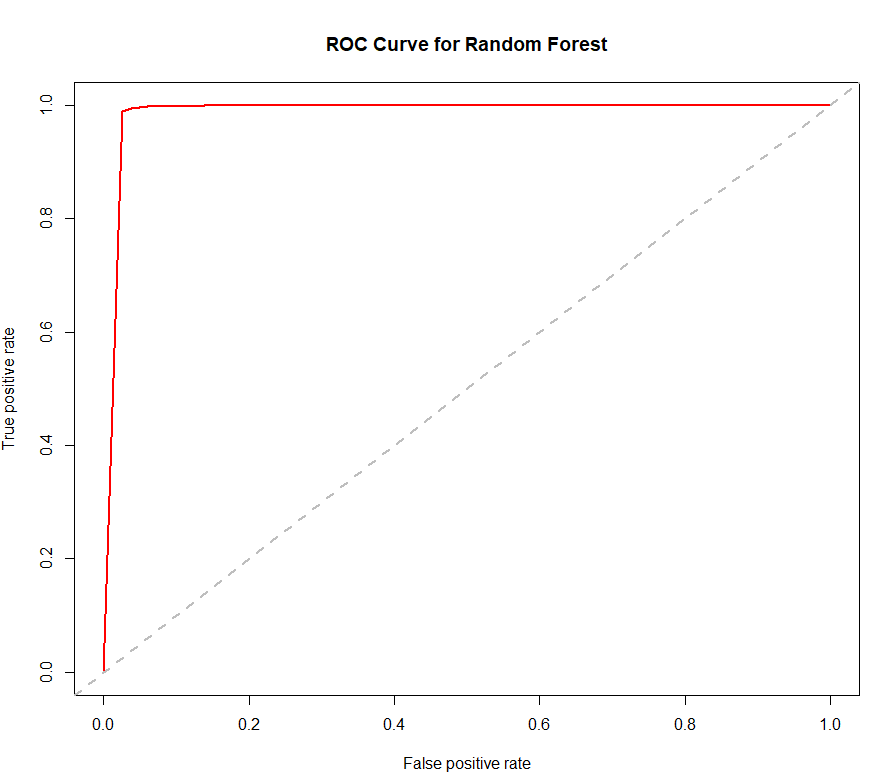 ROC Curve for Random Forest
1.0
0.8
0.6
0.4
0.2
0.0
True positive rate
0.0 0.2 0.4 0.6 0.8 1.0
False positive rate